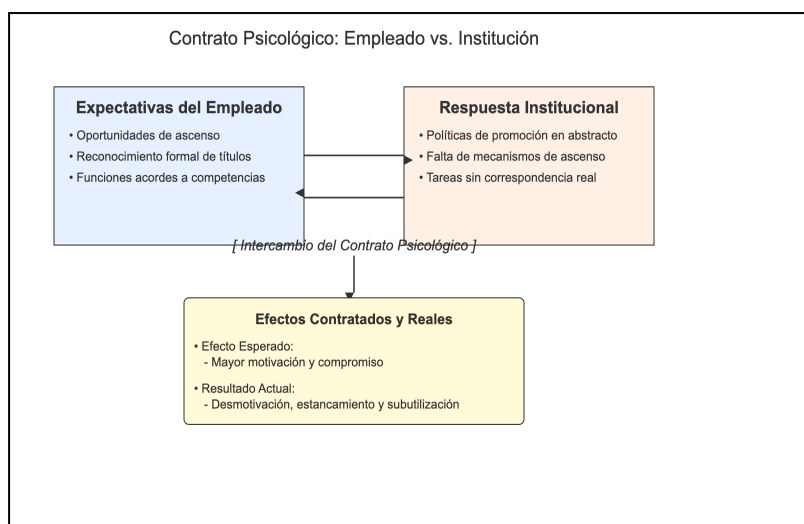 Contrato Psicológico: Empleado vs. Institución
Expectativas del Empleado
• Oportunidades de ascenso
• Reconocimiento formal de títulos
• Funciones acordes a competencias
Respuesta Institucional
• Políticas de promoción en abstracto
• Falta de mecanismos de ascenso
• Tareas sin correspondencia real
[ Intercambio del Contrato Psicológico ]
Efectos Contratados y Reales
• Efecto Esperado:
- Mayor motivación y compromiso
• Resultado Actual:
- Desmotivación, estancamiento y subutilización